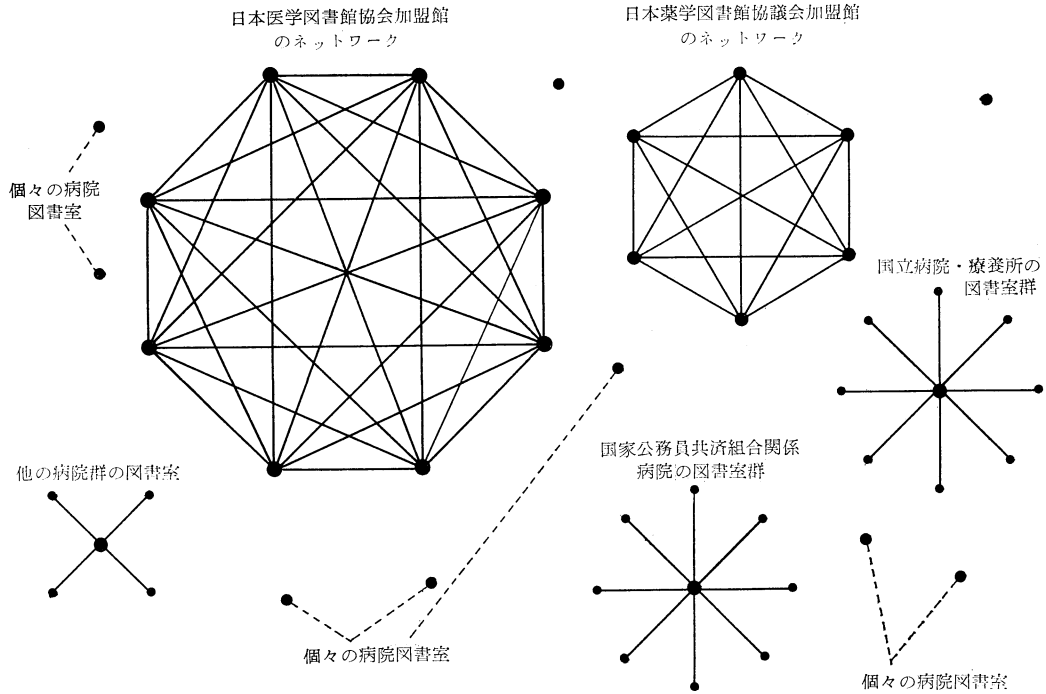 日本医学図書館協会加盟館
のネットワーク
日本薬学図書館協議会加盟館
のネットワーク
個々の病院
図書室
国立病院・療養所の
図書室群
他の病院群の図書室
国家公務員共済組合関係
病院の図書室群
個々の病院図書室
個々の病院図書室